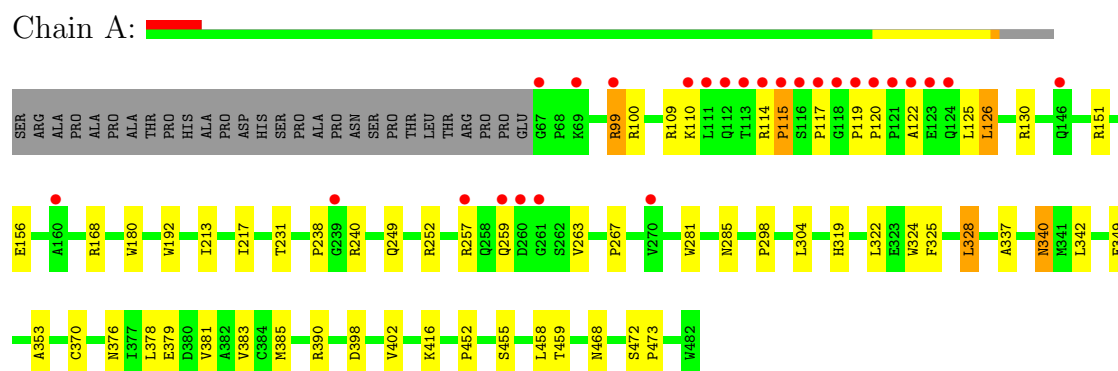 Chain A:
SER ARG ALA PRO ALA PRO ALA THR PRO HIS ALA PRO ASP HIS SER PRO ALA PRO ASN SER PRO THR LEU THR ARG PRO PRO GLU G67 P68 K69 R99 R100 R109 K110 L111 Q112 T113 R114 P115 S116 P117 G118 P119 P120 P121 A122 E123 Q124 L125 L126 R130 Q146 R151
E156 A160 R168 W180 W192 I213 I217 T231 P238 G239 R240 Q249 R252 R257 Q258 Q259 D260 G261 S262 V263 P267 V270 W281 N285 P298 L304 H319 L322 E323 W324 F325 L328 A337 N340 M341 L342
A353 C370 N376 I377 L378 E379 D380 V381 A382 V383 C384 M385 R390 D398 V402 K416 P452 S455 L458 T459 N468 S472 P473 W482